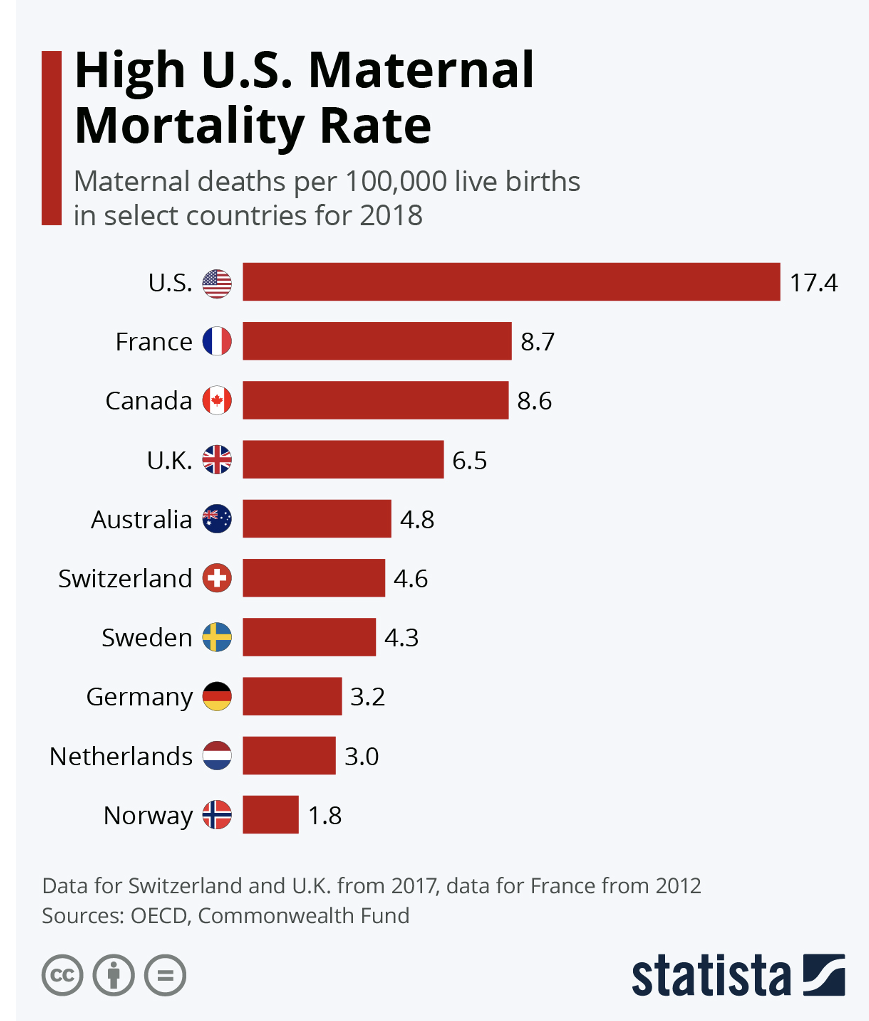 High U.S. Maternal
Mortality Rate
Maternal deaths per 100,000 live births
in select countries for 2018
U.S. 17.4
France 8.7
Canada 8.6
U.K. 6.5
Australia 4.8
Switzerland 4.6
Sweden 4.3
Germany 3.2
Netherlands 3.0
Norway 1.8
Data for Switzerland and U.K. from 2017, data for France from 2012
Sources: OECD, Commonwealth Fund
cc = statista